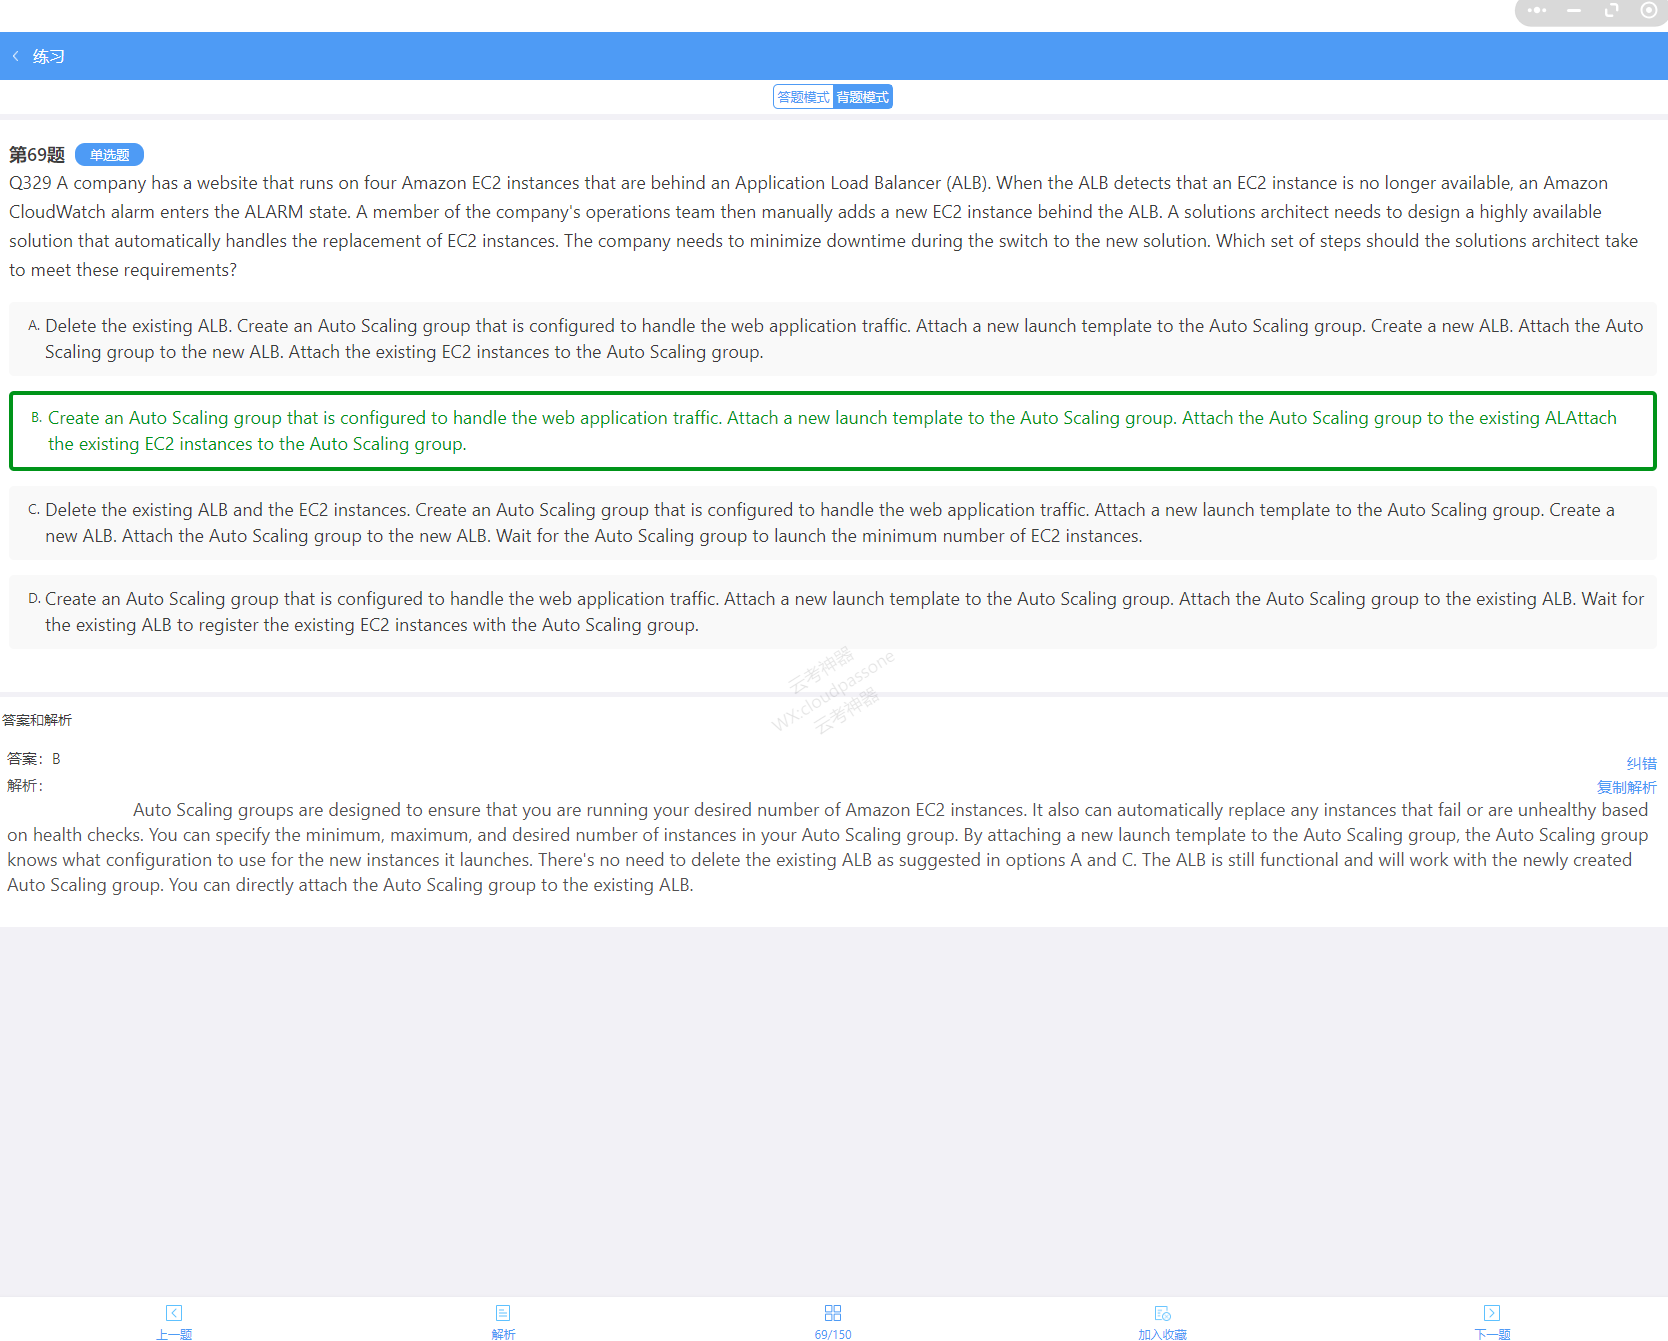 练习
答题模式 背题模式
第69题 单选题
Q329 A company has a website that runs on four Amazon EC2 instances that are behind an Application Load Balancer (ALB). When the ALB detects that an EC2 instance is no longer available, an Amazon
CloudWatch alarm enters the ALARM state. A member of the company's operations team then manually adds a new EC2 instance behind the ALB. A solutions architect needs to design a highly available
solution that automatically handles the replacement of EC2 instances. The company needs to minimize downtime during the switch to the new solution. Which set of steps should the solutions architect take
to meet these requirements?
A. Delete the existing ALB. Create an Auto Scaling group that is configured to handle the web application traffic. Attach a new launch template to the Auto Scaling group. Create a new ALB. Attach the Auto
Scaling group to the new ALB. Attach the existing EC2 instances to the Auto Scaling group.
B. Create an Auto Scaling group that is configured to handle the web application traffic. Attach a new launch template to the Auto Scaling group. Attach the Auto Scaling group to the existing ALAttach
the existing EC2 instances to the Auto Scaling group.
C. Delete the existing ALB and the EC2 instances. Create an Auto Scaling group that is configured to handle the web application traffic. Attach a new launch template to the Auto Scaling group. Create a
new ALB. Attach the Auto Scaling group to the new ALB. Wait for the Auto Scaling group to launch the minimum number of EC2 instances.
D. Create an Auto Scaling group that is configured to handle the web application traffic. Attach a new launch template to the Auto Scaling group. Attach the Auto Scaling group to the existing ALB. Wait for
the existing ALB to register the existing EC2 instances with the Auto Scaling group.
云考神器
WX:cloudpassone
云考神器
答案和解析
答案：B
纠错
解析：
复制解析
Auto Scaling groups are designed to ensure that you are running your desired number of Amazon EC2 instances. It also can automatically replace any instances that fail or are unhealthy based
on health checks. You can specify the minimum, maximum, and desired number of instances in your Auto Scaling group. By attaching a new launch template to the Auto Scaling group, the Auto Scaling group
knows what configuration to use for the new instances it launches. There's no need to delete the existing ALB as suggested in options A and C. The ALB is still functional and will work with the newly created
Auto Scaling group. You can directly attach the Auto Scaling group to the existing ALB.
上一题 解析 69/150 加入收藏 下一题